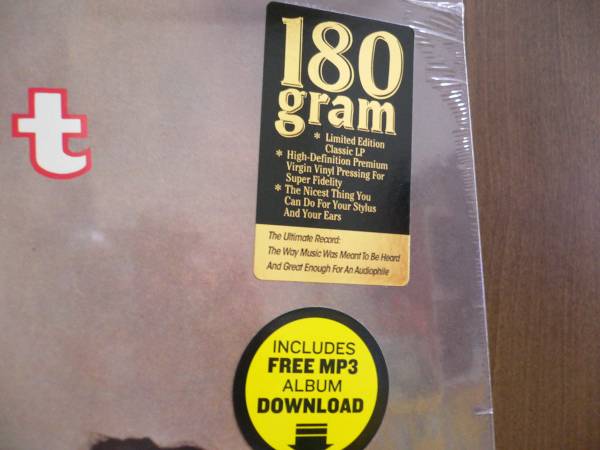 t
180
gram
* Limited Edition
Classic LP
* High-Definition Premium
Virgin Vinyl Pressing For
Super Fidelity
* The Nicest Thing You
Can Do For Your Stylus
And Your Ears
The Ultimate Record:
The Way Music Was Meant To Be Heard
And Great Enough For An Audiophile
INCLUDES
FREE MP3
ALBUM
DOWNLOAD